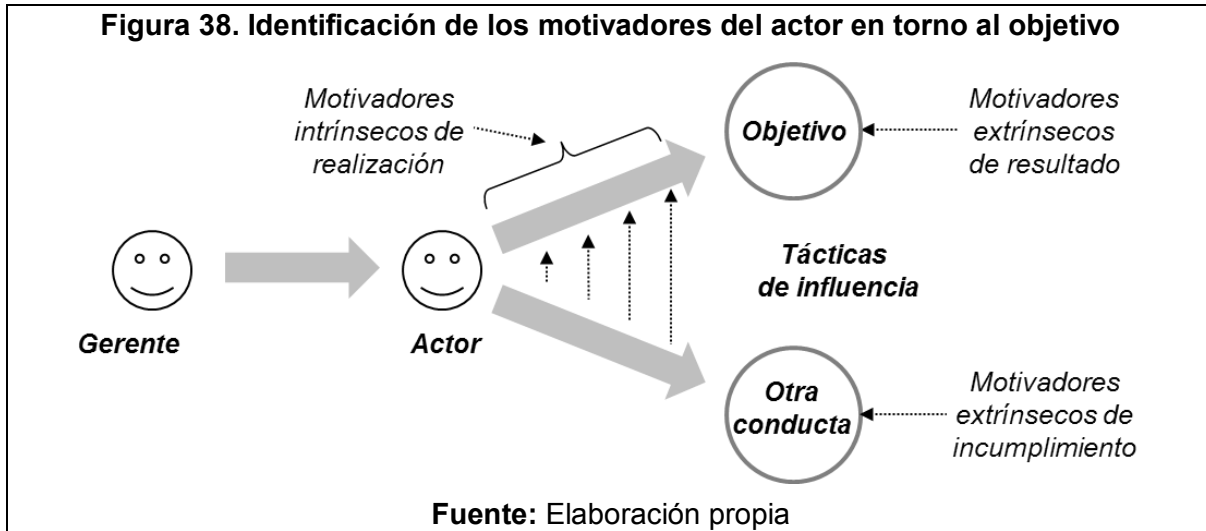 Figura 38. Identificación de los motivadores del actor en torno al objetivo
Motivadores
intrínsecos de
realización
Objetivo
Motivadores
extrínsecos
de resultado
Gerente
Actor
Tácticas
de influencia
Otra
conducta
Motivadores
extrínsecos de
incumplimiento
Fuente: Elaboración propia